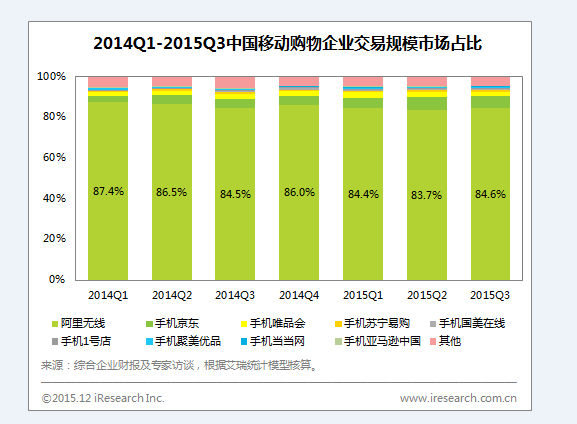 2014Q1-2015Q3中国移动购物企业交易规模市场占比
100%
80%
60%
40%
20%
0%
87.4%
86.5%
84.5%
86.0%
84.4%
83.7%
84.6%
2014Q1 2014Q2 2014Q3 2014Q4 2015Q1 2015Q2 2015Q3
阿里无线 手机京东 手机唯品会 手机苏宁易购 手机国美在线
手机1号店 手机聚美优品 手机当当网 手机亚马逊中国 其他
来源：综合企业财报及专家访谈，根据艾瑞统计模型核算。
©2015.12 iResearch Inc. www.iresearch.com.cn